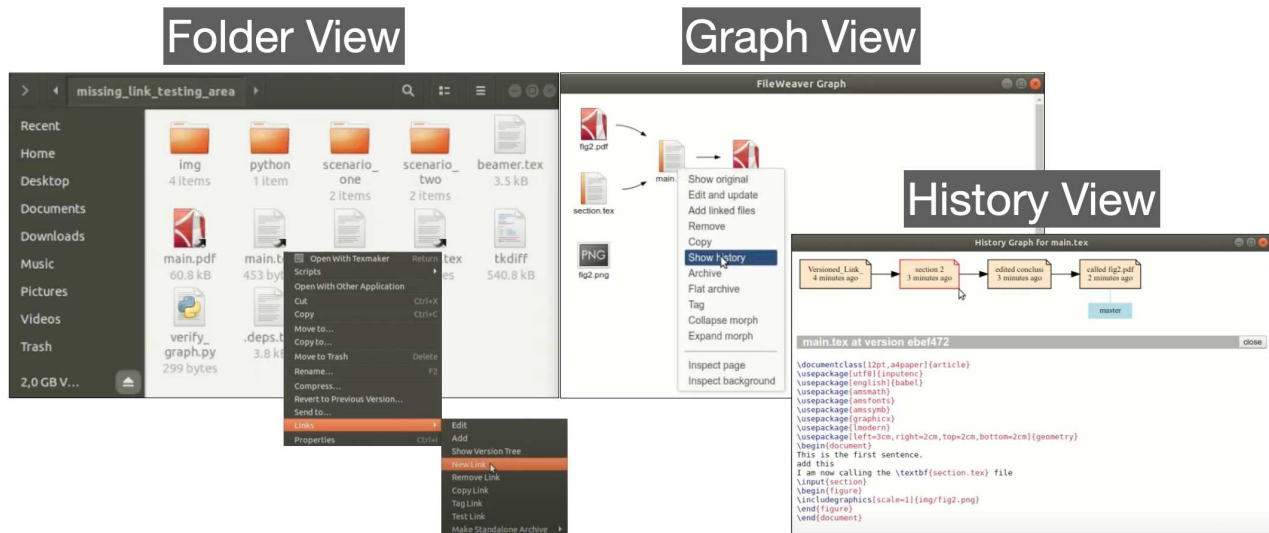 Folder View
Graph View
History View
missing_link_testing_area
Recent
Home
Desktop
Documents
Downloads
Music
Pictures
Videos
Trash
2,0 GB V...
img
4 items
python
1 item
scenario_
one
2 items
scenario_
two
2 items
beamer.tex
3.5 kB
main.pdf
60.8 kB
main.t
453 byt
.tex
es
tkdiff
540.8 kB
verify_
graph.py
299 bytes
.deps.t
3.8 k
Open With Texmaker Return
Scripts
Open With Other Application
Cut Ctrl+X
Copy Ctrl+C
Move to...
Copy to...
Move to Trash Delete
Rename... F2
Compress...
Revert to Previous Version...
Send to...
Links
Properties Ctrl+I
Edit
Add
Show Version Tree
New Link
Remove Link
Copy Link
Tag Link
Test Link
Make Standalone Archive
FileWeaver Graph
fig2.pdf
main.
section.tex
PNG
fig2.png
Show original
Edit and update
Add linked files
Remove
Copy
Show history
Archive
Flat archive
Tag
Collapse morph
Expand morph
Inspect page
Inspect background
History Graph for main.tex
Versioned_Link_
4 minutes ago
section 2
3 minutes ago
edited conclusi
3 minutes ago
called fig2.pdf
2 minutes ago
master
main.tex at version ebef472
close
\documentclass[12pt,a4paper]{article}
\usepackage[utf8]{inputenc}
\usepackage[english]{babel}
\usepackage{amsmath}
\usepackage{amsfonts}
\usepackage{amssymb}
\usepackage{graphicx}
\usepackage{lmodern}
\usepackage[left=3cm,right=2cm,top=2cm,bottom=2cm]{geometry}
\begin{document}
This is the first sentence.
add this
I am now calling the \textbf{section.tex} file
\input{section}
\begin{figure}
\includegraphics[scale=1]{img/fig2.png}
\end{figure}
\end{document}